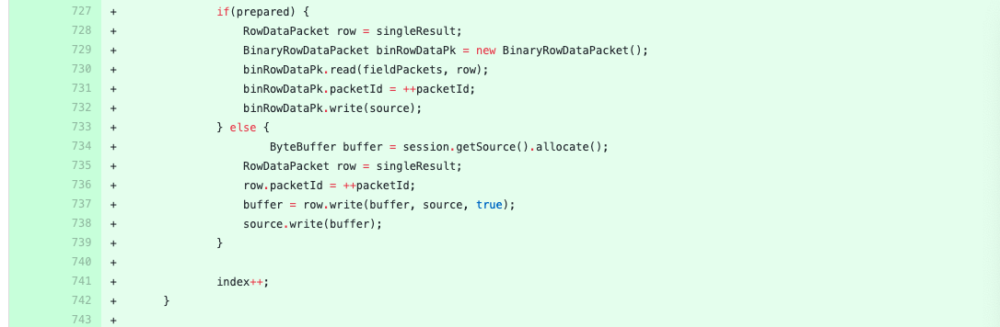 727 + if(prepared) {
728 + RowDataPacket row = singleResult;
729 + BinaryRowDataPacket binRowDataPk = new BinaryRowDataPacket();
730 + binRowDataPk.read(fieldPackets, row);
731 + binRowDataPk.packetId = ++packetId;
732 + binRowDataPk.write(source);
733 + } else {
734 + ByteBuffer buffer = session.getSource().allocate();
735 + RowDataPacket row = singleResult;
736 + row.packetId = ++packetId;
737 + buffer = row.write(buffer, source, true);
738 + source.write(buffer);
739 + }
740 +
741 + index++;
742 + }
743 +